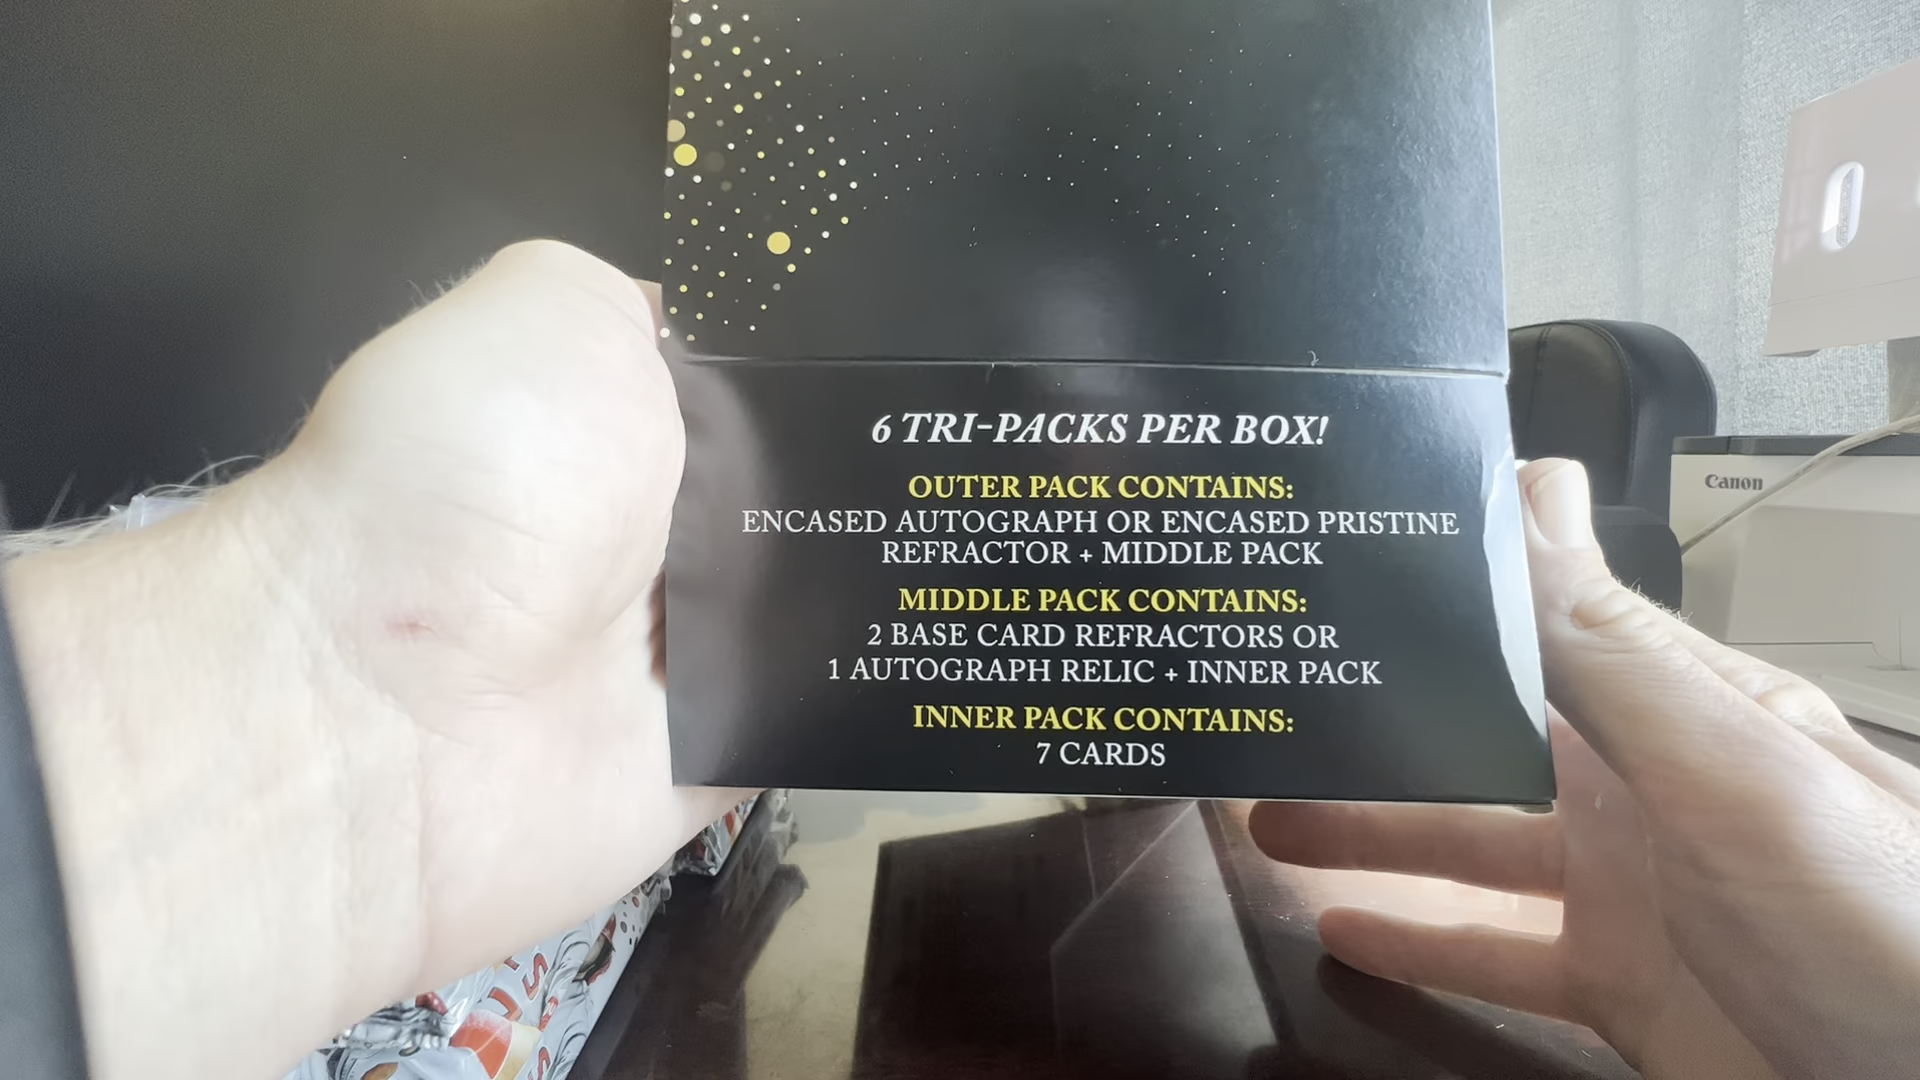 6 TRI-PACKS PER BOX!
OUTER PACK CONTAINS:
ENCASED AUTOGRAPH OR ENCASED PRISTINE
REFRACTOR + MIDDLE PACK
MIDDLE PACK CONTAINS:
2 BASE CARD REFRACTORS OR
1 AUTOGRAPH RELIC + INNER PACK
INNER PACK CONTAINS:
7 CARDS
Canon